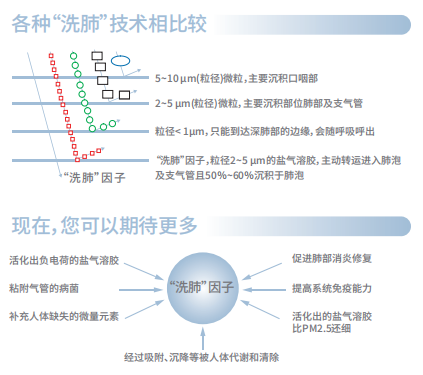 各种“洗肺”技术相比较
5~10 μm(粒径)微粒，主要沉积口咽部
2~5 μm(粒径)微粒，主要沉积部位肺部及支气管
粒径< 1μm，只能到达深肺部的边缘，会随呼吸呼出
“洗肺”因子，粒径2~5 μm的盐气溶胶，主动转运进入肺泡
及支气管且50%~60%沉积于肺泡
“洗肺”因子
现在，您可以期待更多
活化出负电荷的盐气溶胶
粘附气管的病菌
补充人体缺失的微量元素
“洗肺”因子
促进肺部消炎修复
提高系统免疫能力
活化出的盐气溶胶
比PM2.5还细
经过吸附、沉降等被人体代谢和清除